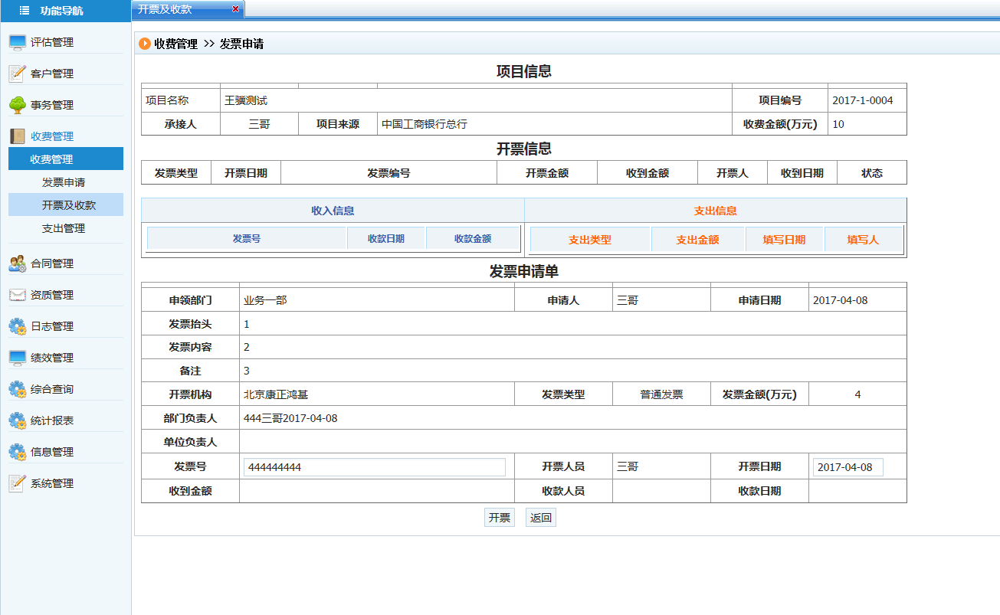 功能导航
评估管理
客户管理
事务管理
收费管理
收费管理
发票申请
开票及收款
支出管理
合同管理
资质管理
日志管理
绩效管理
综合查询
统计报表
信息管理
系统管理
开票及收款
收费管理 >> 发票申请
项目信息
项目名称 王骥测试 项目编号 2017-1-0004
承接人 三哥 项目来源 中国工商银行总行 收费金额(万元) 10
开票信息
发票类型 开票日期 发票编号 开票金额 收到金额 开票人 收到日期 状态
收入信息 支出信息
发票号 收款日期 收款金额 支出类型 支出金额 填写日期 填写人
发票申请单
申领部门 业务一部 申请人 三哥 申请日期 2017-04-08
发票抬头 1
发票内容 2
备注 3
开票机构 北京康正鸿基 发票类型 普通发票 发票金额(万元) 4
部门负责人 444三哥2017-04-08
单位负责人
发票号 444444444 开票人员 三哥 开票日期 2017-04-08
收到金额 收款人员 收款日期
开票 返回